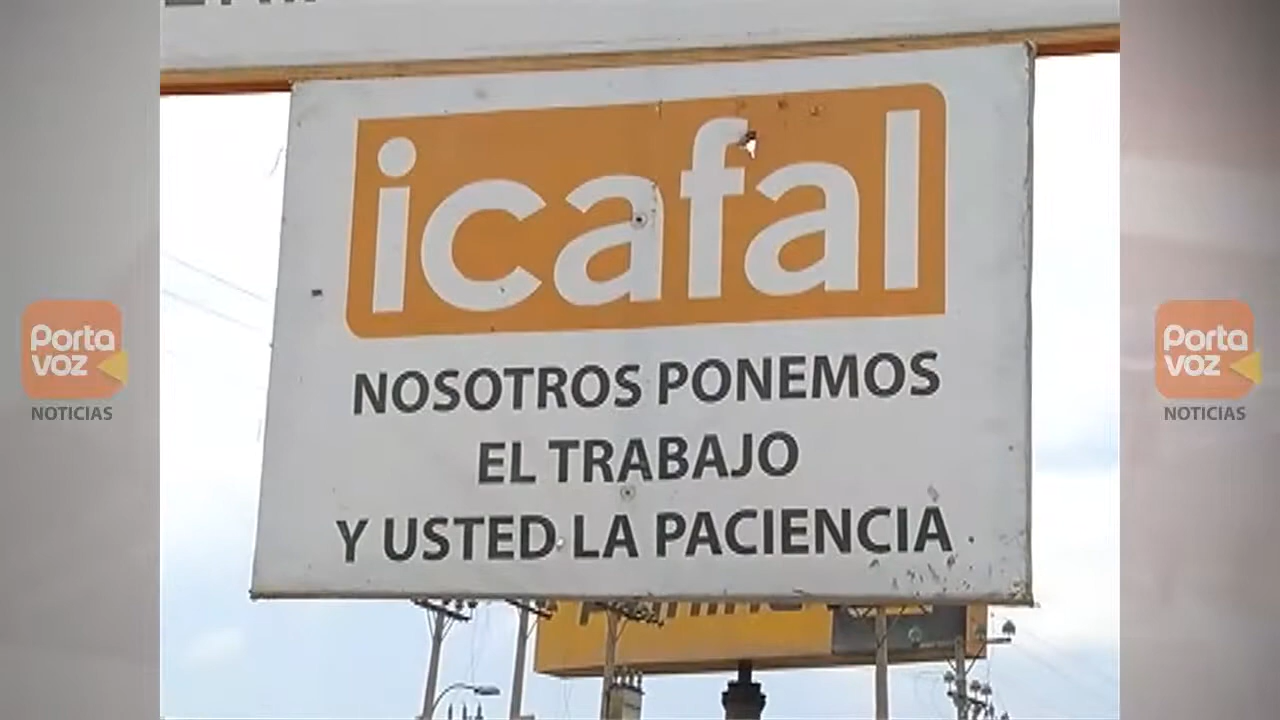 icafal
NOSOTROS PONEMOS
EL TRABAJO
Y USTED LA PACIENCIA
Porta
voz
NOTICIAS
Porta
voz
NOTICIAS